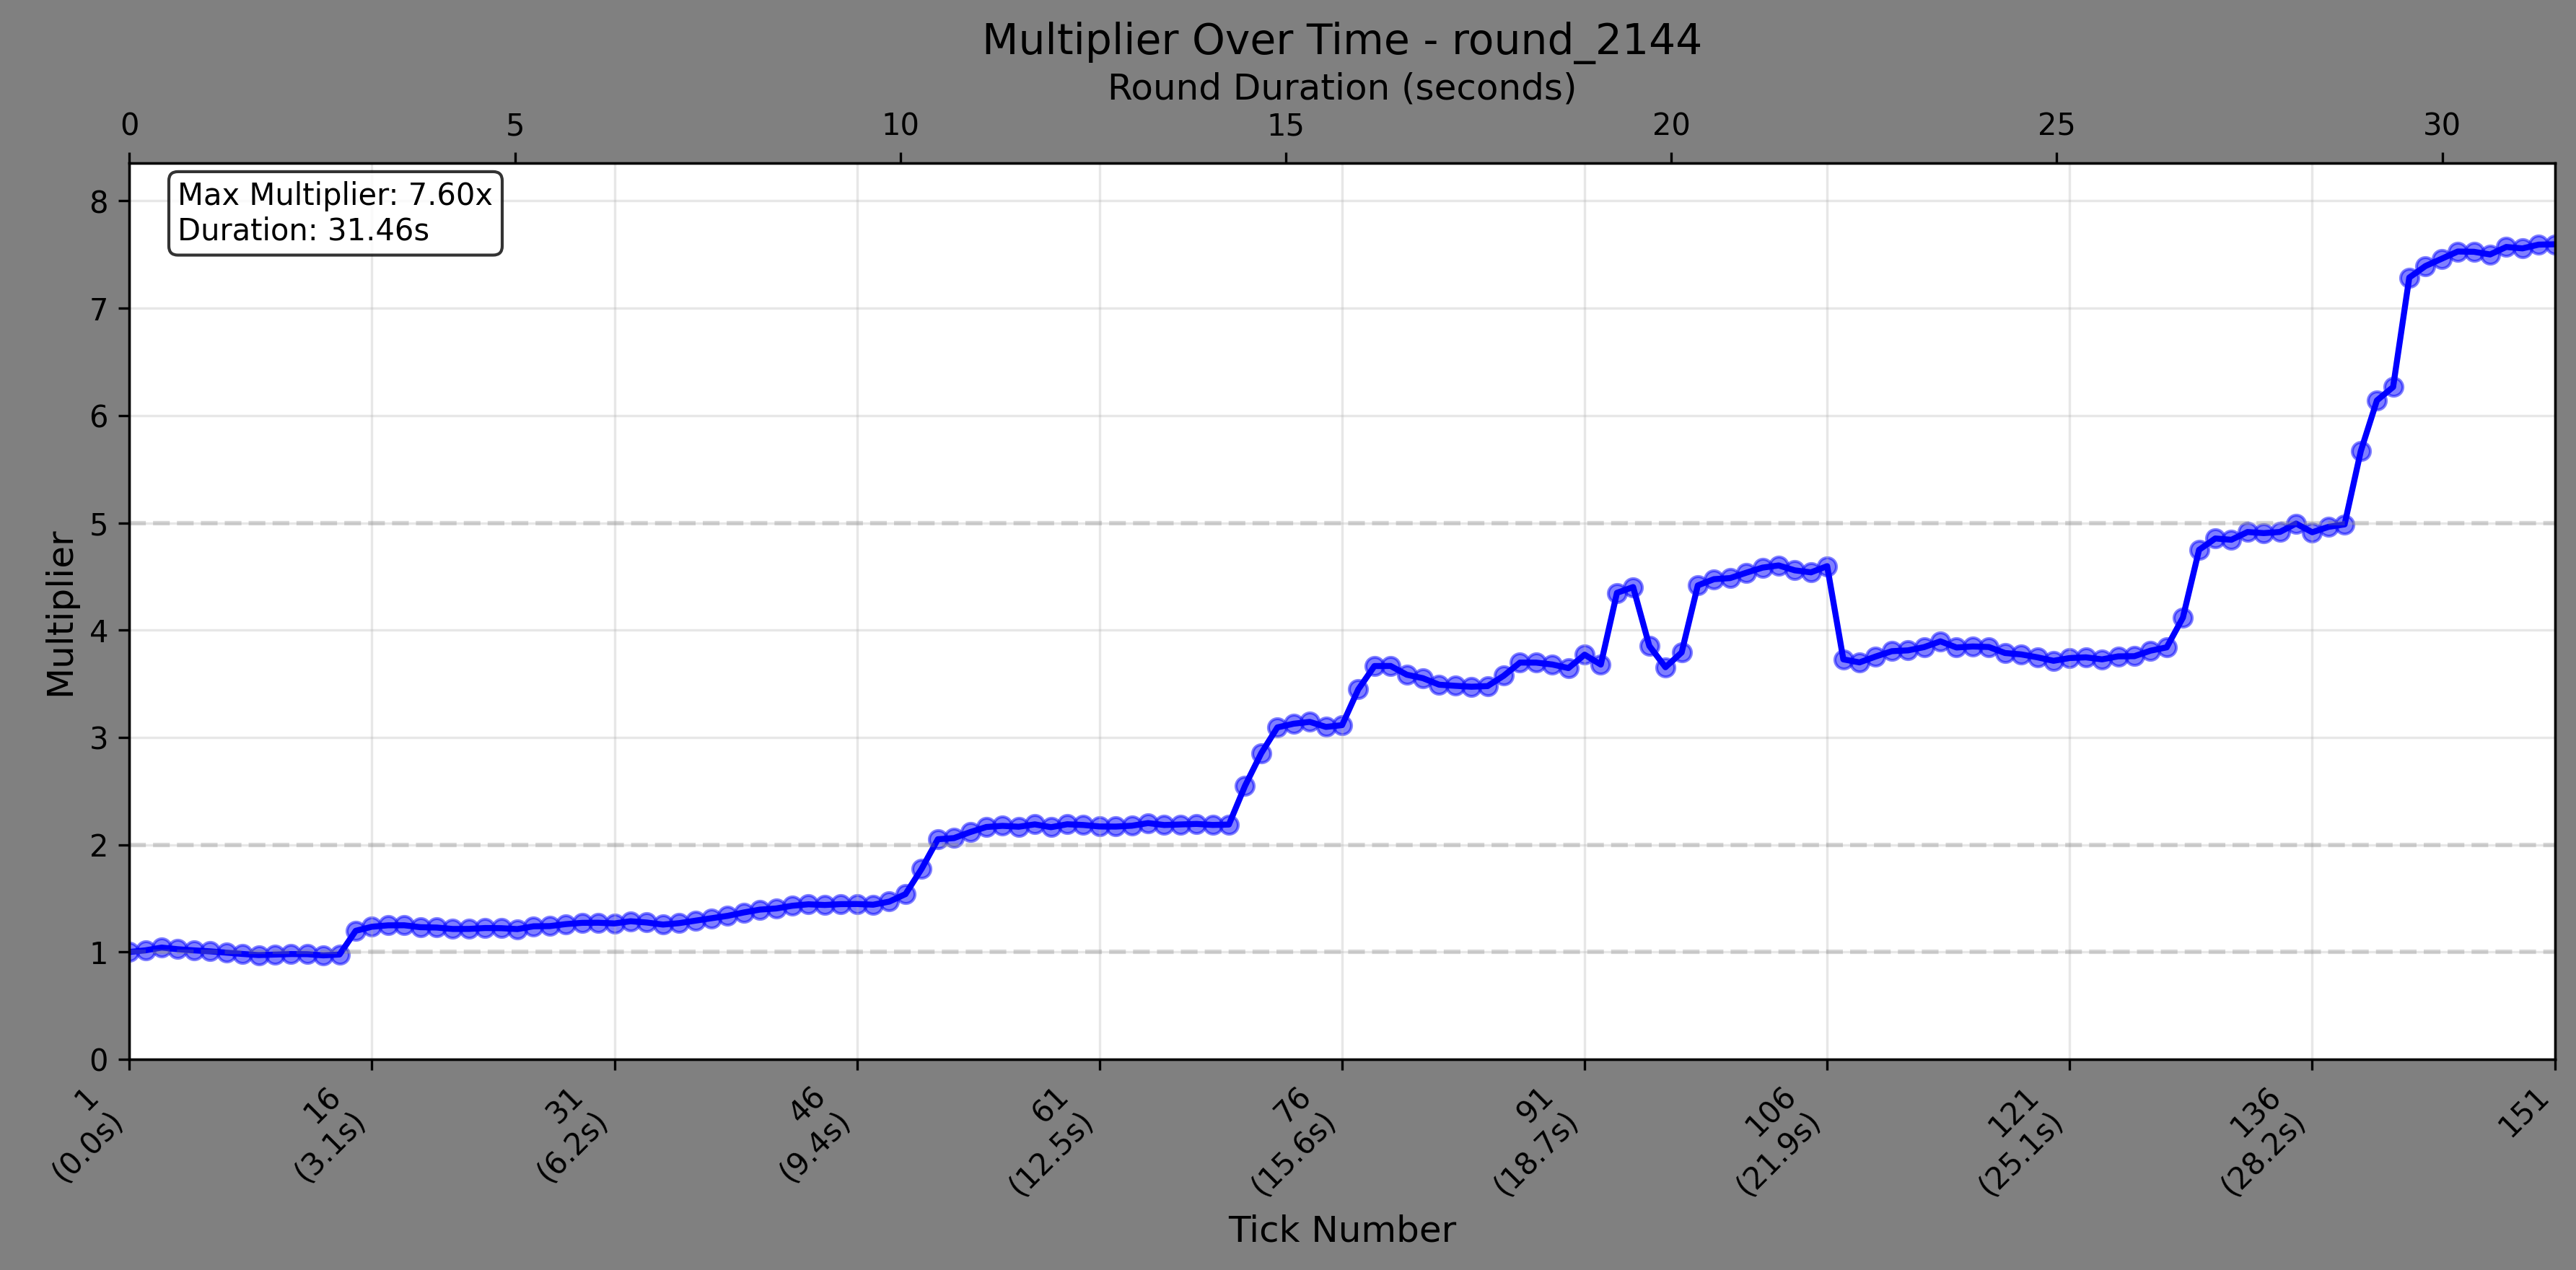 Multiplier Over Time - round_2144
Round Duration (seconds)
0 5 10 15 20 25 30
Max Multiplier: 7.60x
Duration: 31.46s
8
7
6
5
4
3
2
1
0
Multiplier
1
(0.0s)
16
(3.1s)
31
(6.2s)
46
(9.4s)
61
(12.5s)
76
(15.6s)
91
(18.7s)
106
(21.9s)
121
(25.1s)
136
(28.2s)
151
Tick Number